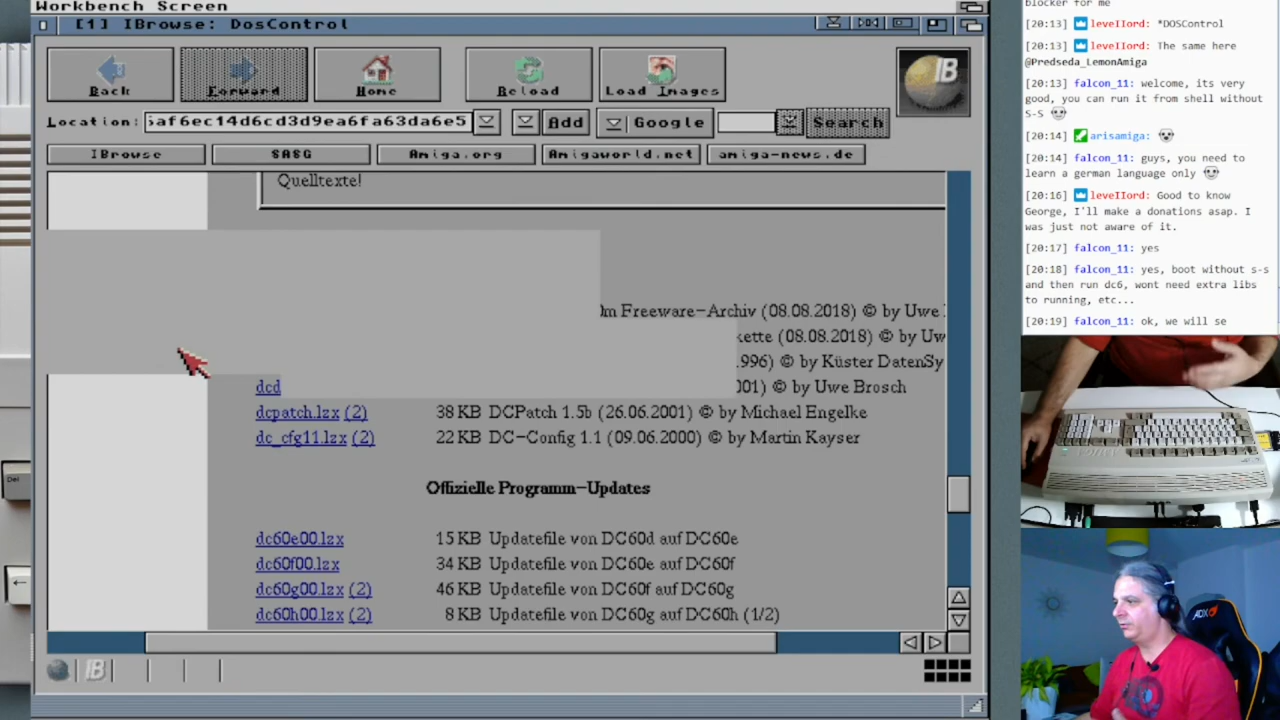 Workbench Screen
[1] IBrowse: DosControl
Back
Forward
Home
Reload
Load Images
IB
Location:
af6ec14d6cd3d9ea0fa63da6e5
Add
Google
Search
IBrowse
SASG
Amiga.org
Amigaworld.net
amiga-news.de
Quelltexte!
Im Freeware-Archiv (08.08.2018) © by Uwe
kette (08.08.2018) © by Uw
996) © by Küster DatenSy
dcd
001) © by Uwe Brosch
dcpatch.lzx (2) 38 KB DCPatch 1.5b (26.06.2001) © by Michael Engelke
dc_cfg11.lzx (2) 22 KB DC-Config 1.1 (09.06.2000) © by Martin Kayser
Offizielle Programm-Updates
dc60e00.lzx 15 KB Updatefile von DC60d auf DC60e
dc60f00.lzx 34 KB Updatefile von DC60e auf DC60f
dc60g00.lzx (2) 46 KB Updatefile von DC60f auf DC60g
dc60h00.lzx (2) 8 KB Updatefile von DC60g auf DC60h (1/2)
IB
blocker for me
[20:13] leveIIord: *DOSControl
[20:13] leveIIord: The same here
@Predseda_LemonAmiga
[20:13] falcon_11: welcome, its very
good, you can run it from shell without
S-S
[20:14] arisamiga:
[20:14] falcon_11: guys, you need to
learn a german language only
[20:16] leveIIord: Good to know
George, I'll make a donations asap. I
was just not aware of it.
[20:17] falcon_11: yes
[20:18] falcon_11: yes, boot without s-s
and then run dc6, wont need extra libs
to running, etc...
[20:19] falcon_11: ok, we will se
Del